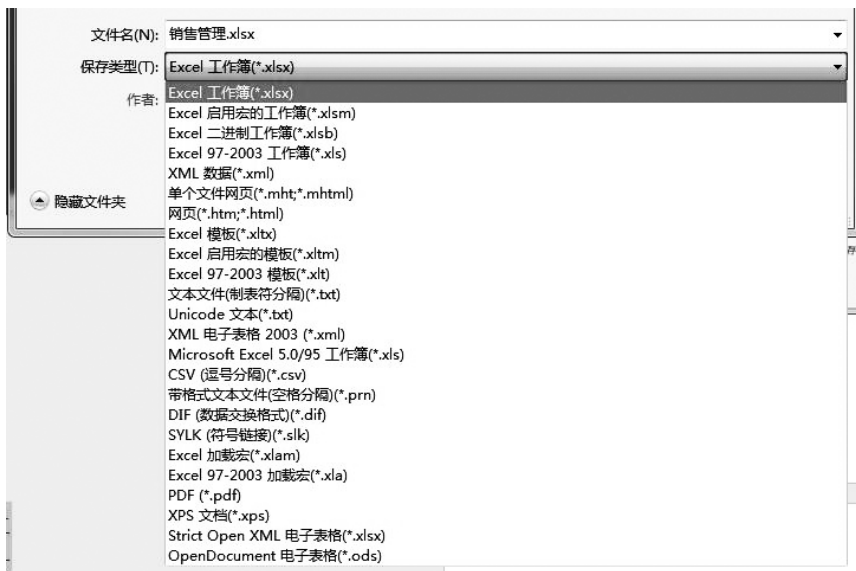 文件名(N): 销售管理.xlsx
保存类型(T): Excel 工作簿(*.xlsx)
作者: Excel 工作簿(*.xlsx)
Excel 启用宏的工作簿(*.xlsm)
Excel 二进制工作簿(*.xlsb)
Excel 97-2003 工作簿(*.xls)
XML 数据(*.xml)
单个文件网页(*.mht;*.mhtml)
隐藏文件夹
网页(*.htm;*.html)
Excel 模板(*.xltx)
Excel 启用宏的模板(*.xltm)
Excel 97-2003 模板(*.xlt)
文本文件(制表符分隔)(*.txt)
Unicode 文本(*.txt)
XML 电子表格 2003 (*.xml)
Microsoft Excel 5.0/95 工作簿(*.xls)
CSV (逗号分隔)(*.csv)
带格式文本文件(空格分隔)(*.prn)
DIF (数据交换格式)(*.dif)
SYLK (符号链接)(*.slk)
Excel 加载宏(*.xlam)
Excel 97-2003 加载宏(*.xla)
PDF (*.pdf)
XPS 文档(*.xps)
Strict Open XML 电子表格(*.xlsx)
OpenDocument 电子表格(*.ods)